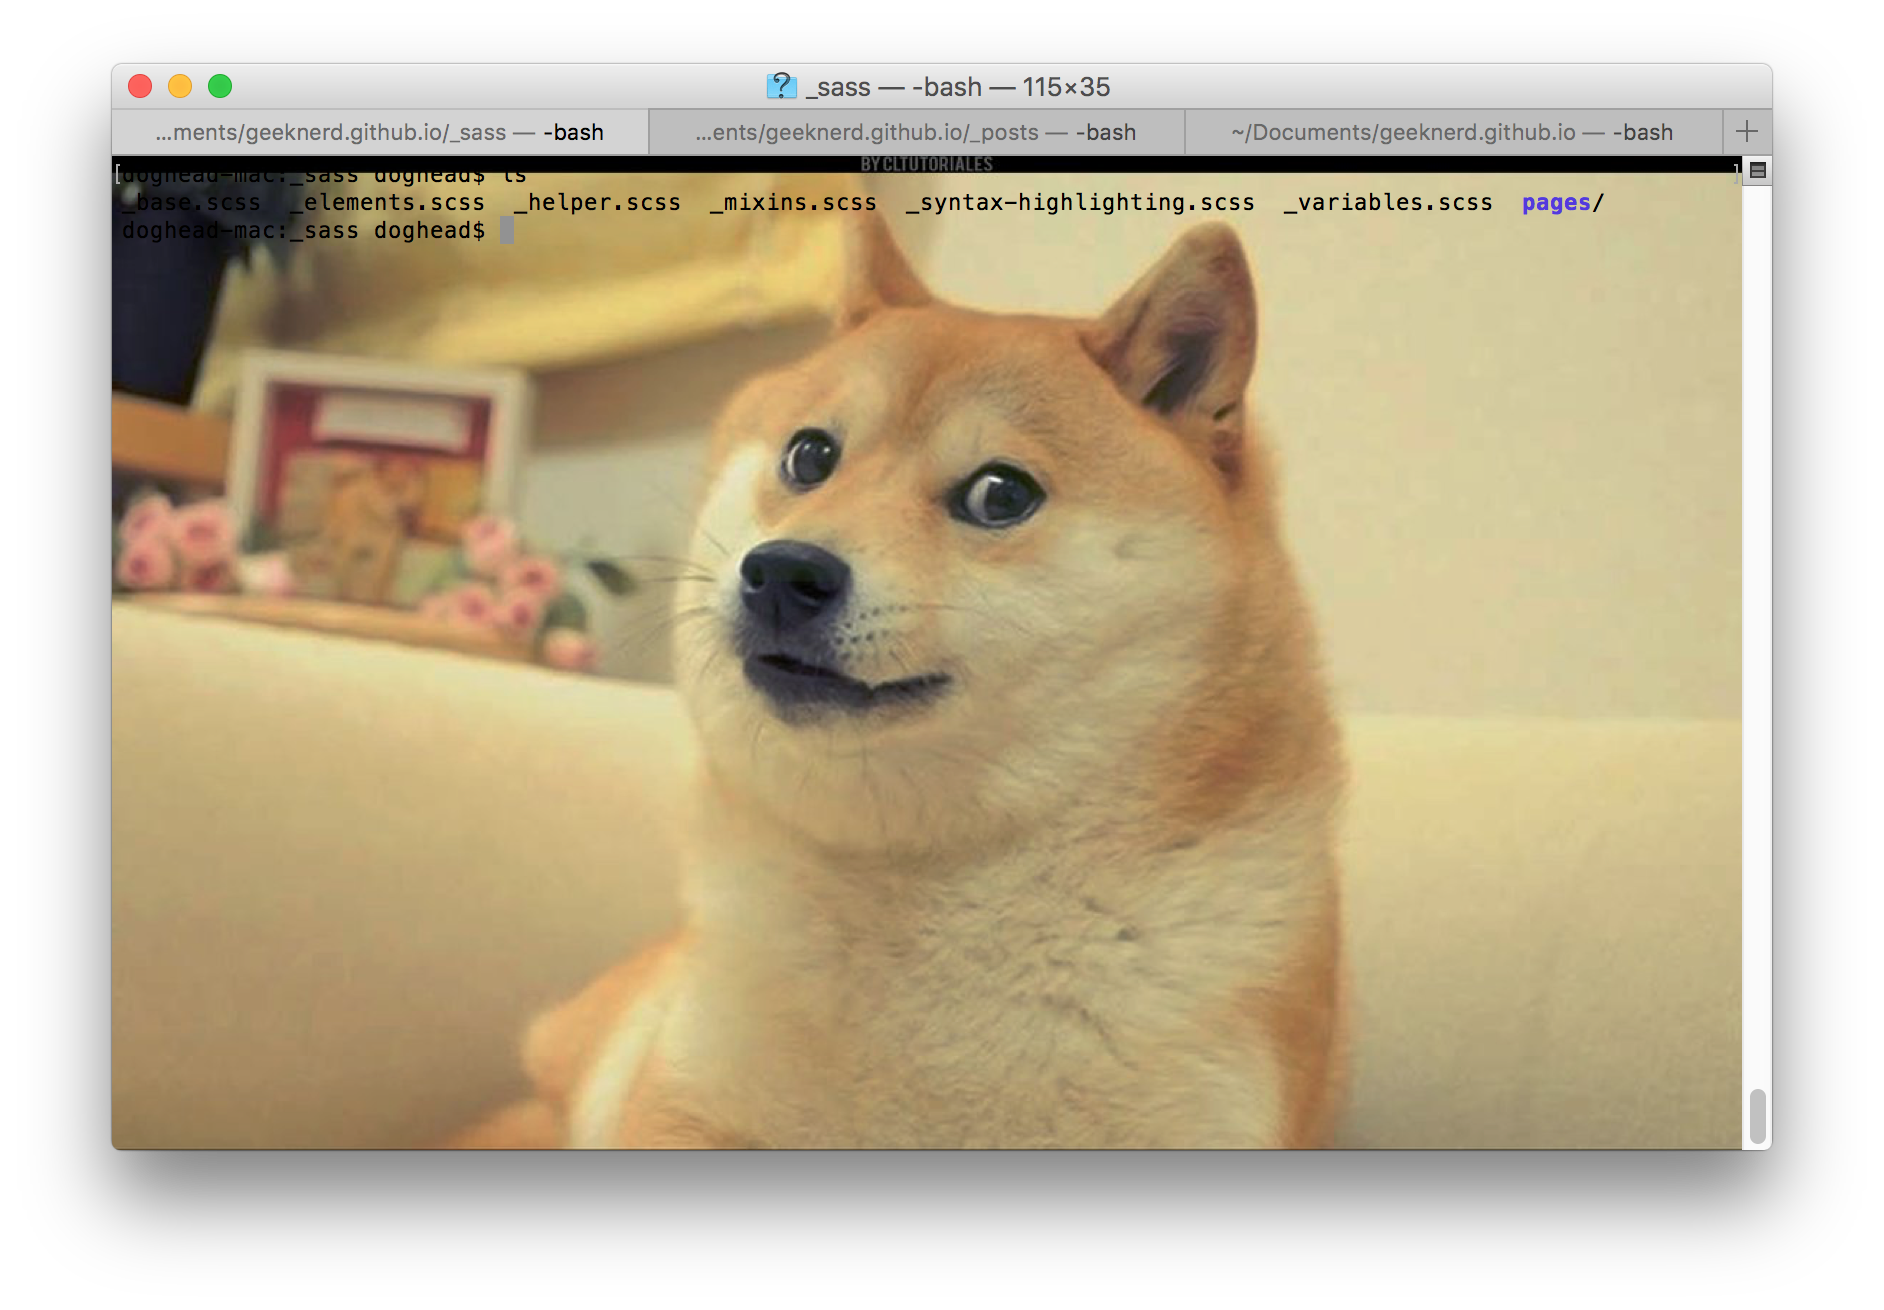 _sass — -bash — 115×35
...ments/geeknerd.github.io/_sass — -bash
...ents/geeknerd.github.io/_posts — -bash
~/Documents/geeknerd.github.io — -bash
BY CLTUTORIALES
[doghead-mac:_sass doghead$ ls ]
_base.scss _elements.scss _helper.scss _mixins.scss _syntax-highlighting.scss _variables.scss pages/
doghead-mac:_sass doghead$